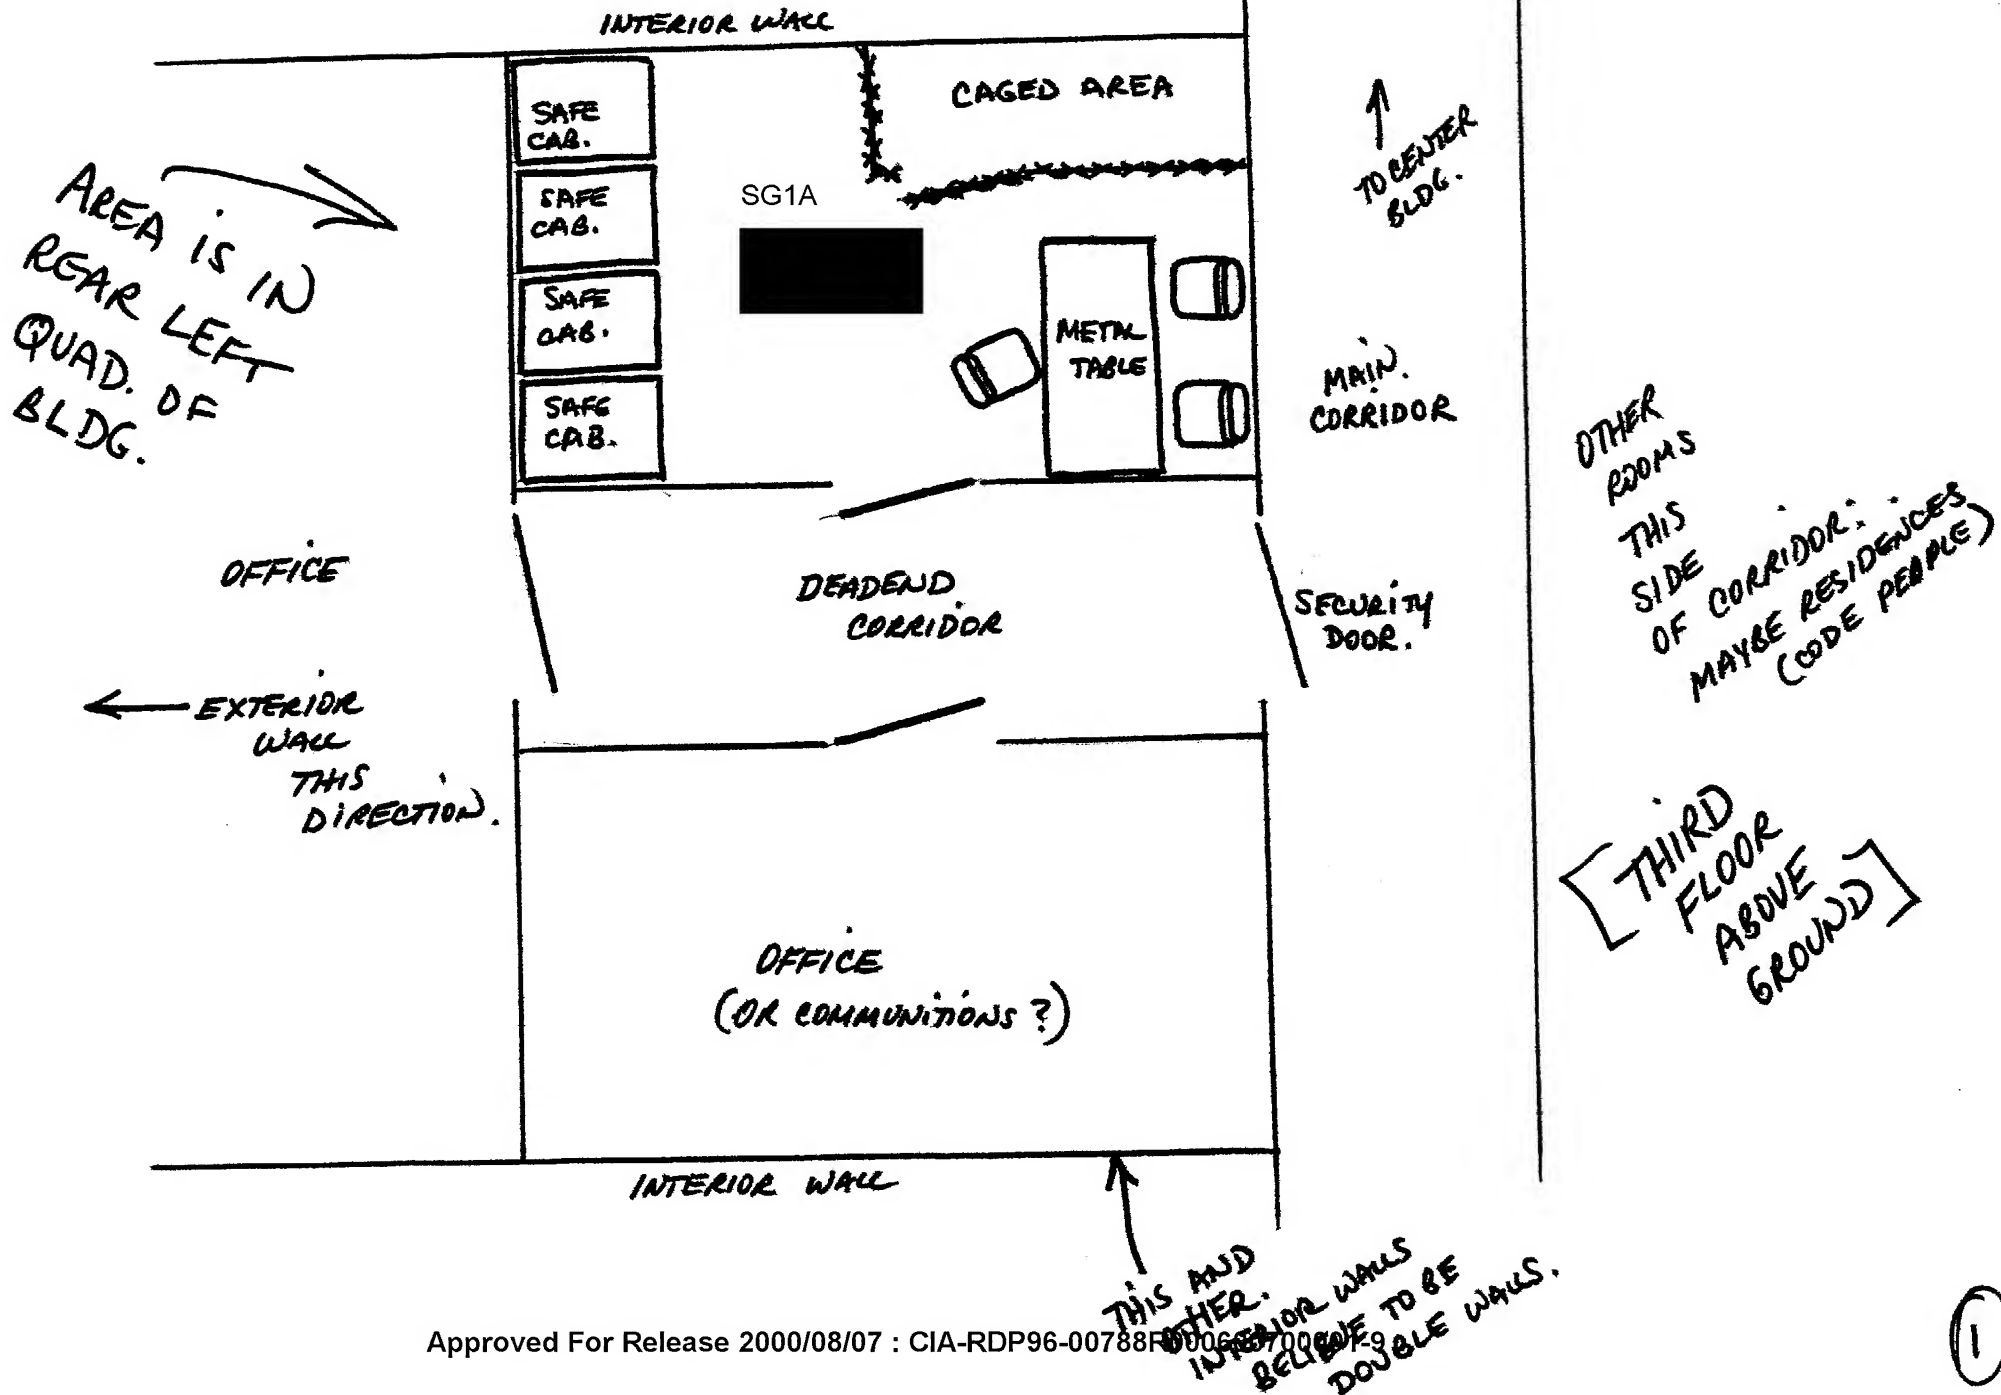 INTERIOR WALL
CAGED AREA
SAFE
CAB.
SAFE
CAB.
SAFE
CAB.
SAFE
CAB.
SG1A
METAL
TABLE
TO CENTER
BLDG.
MAIN.
CORRIDOR
AREA IS IN
REAR LEFT
QUAD. OF
BLDG.
OTHER
ROOMS
THIS
SIDE
OF CORRIDOR:
MAYBE RESIDENCES
(CODE PEOPLE)
OFFICE
DEADEND
CORRIDOR
SECURITY
DOOR.
EXTERIOR
WALL
THIS
DIRECTION.
[THIRD
FLOOR
ABOVE
GROUND]
OFFICE
(OR COMMUNITIONS?)
INTERIOR WALL
THIS AND
OTHER.
INTERIOR WALLS
BELIEVE TO BE
DOUBLE WALLS.
Approved For Release 2000/08/07 : CIA-RDP96-00788R
1